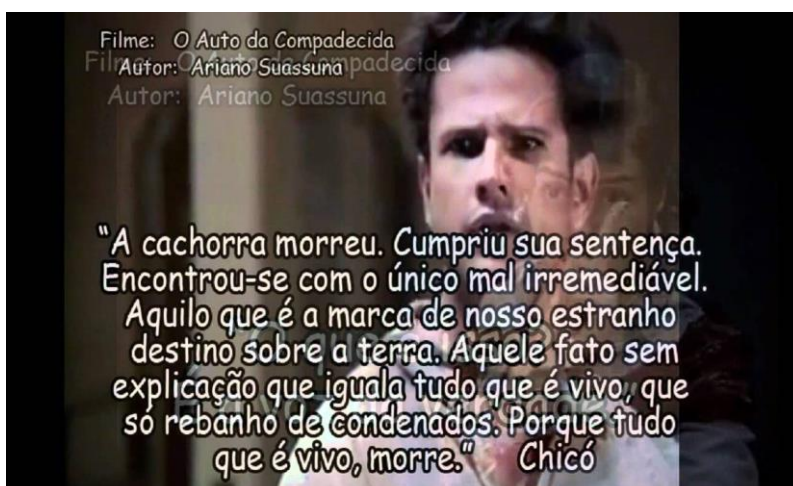 Filme: O Auto da Compadecida
Filme: O Auto da Compadecida
Autor: Ariano Suassuna
Autor: Ariano Suassuna
“A cachorra morreu. Cumpriu sua sentença.
Encontrou-se com o único mal irremediável.
Aquilo que é a marca de nosso estranho
destino sobre a terra. Aquele fato sem
explicação que iguala tudo que é vivo, que
só rebanho de condenados. Porque tudo
que é vivo, morre.” Chicó